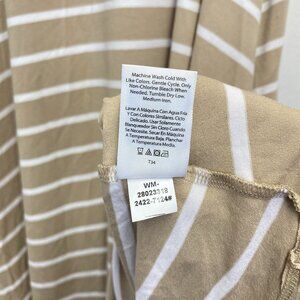 Machine Wash Cold With
Like Colors. Gentle Cycle. Only
Non-Chlorine Bleach When
Needed. Tumble Dry Low.
Medium Iron.
Lavar A Máquina Con Agua Fría
Y Con Colores Similares. Ciclo
Delicado. Usar Solamente
Blanqueador Sin Cloro Cuando
Se Necesite. Secar En Máquina
A Temperatura Baja. Planchar
A Temperatura Media.
734
WM-
28023318
2422-7124#